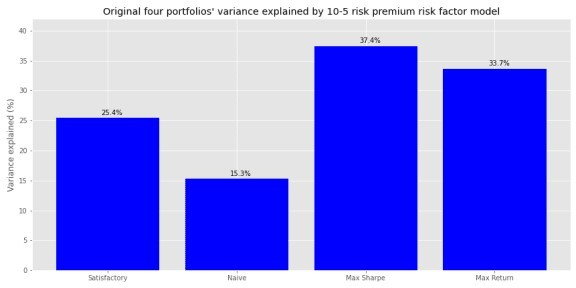 Original four portfolios' variance explained by 10-5 risk premium risk factor model
Variance explained (%)
40
35
30
25
20
15
10
5
0
25.4%
15.3%
37.4%
33.7%
Satisfactory
Naive
Max Sharpe
Max Return